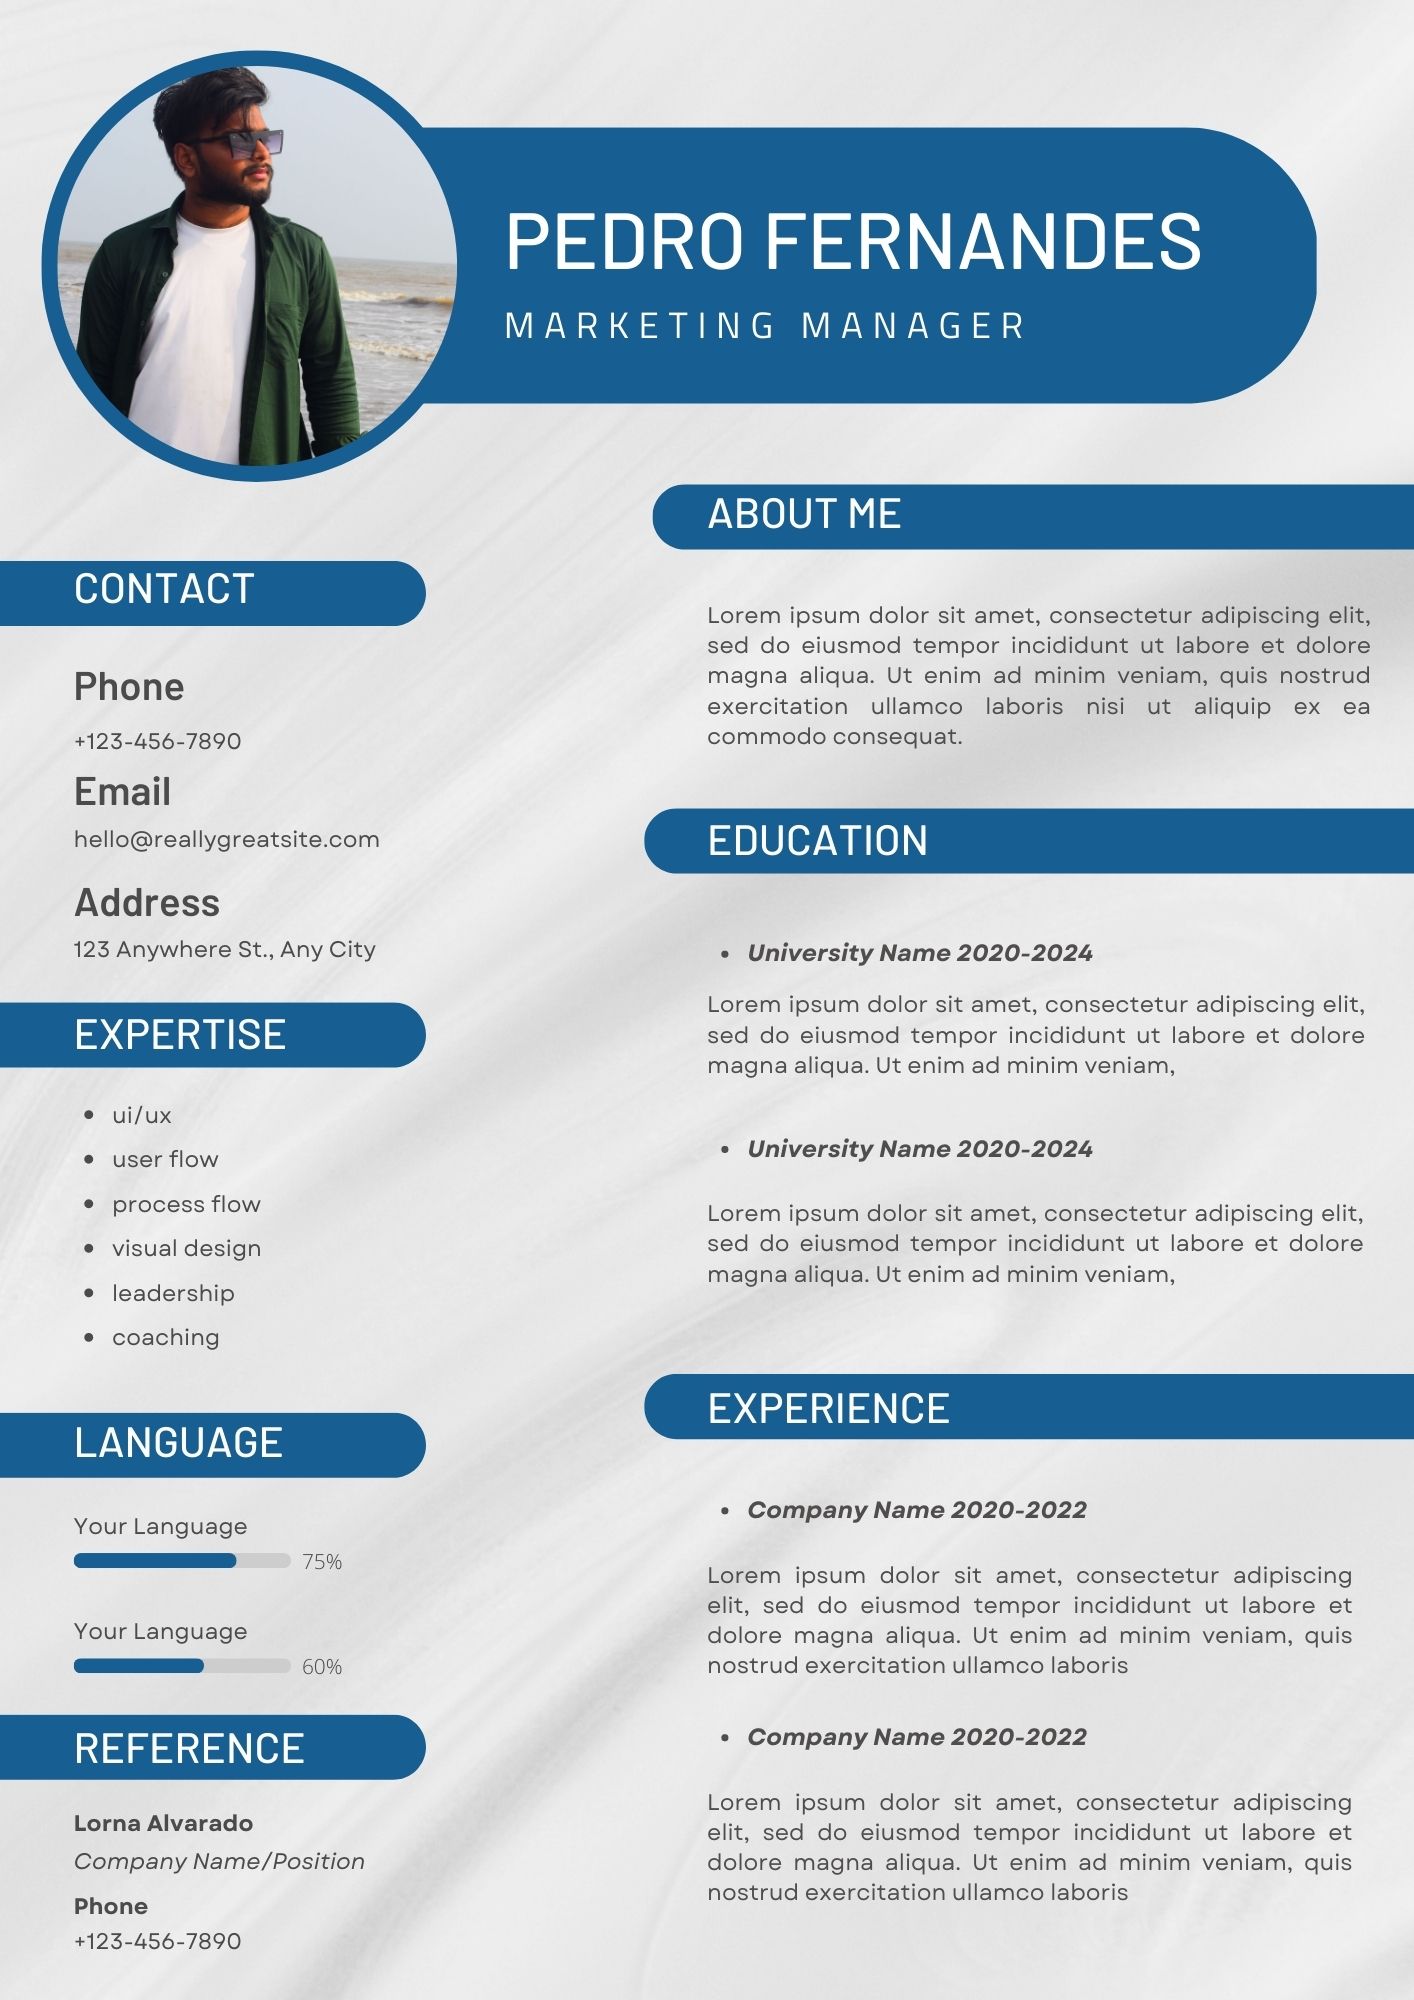 PEDRO FERNANDES
MARKETING MANAGER
CONTACT
Phone
+123-456-7890
Email
hello@reallygreatsite.com
Address
123 Anywhere St., Any City
EXPERTISE
• ui/ux
• user flow
• process flow
• visual design
• leadership
• coaching
LANGUAGE
Your Language
75%
Your Language
60%
REFERENCE
Lorna Alvarado
Company Name/Position
Phone
+123-456-7890
ABOUT ME
Lorem ipsum dolor sit amet, consectetur adipiscing elit,
sed do eiusmod tempor incididunt ut labore et dolore
magna aliqua. Ut enim ad minim veniam, quis nostrud
exercitation ullamco laboris nisi ut aliquip ex ea
commodo consequat.
EDUCATION
• University Name 2020-2024
Lorem ipsum dolor sit amet, consectetur adipiscing elit,
sed do eiusmod tempor incididunt ut labore et dolore
magna aliqua. Ut enim ad minim veniam,
• University Name 2020-2024
Lorem ipsum dolor sit amet, consectetur adipiscing elit,
sed do eiusmod tempor incididunt ut labore et dolore
magna aliqua. Ut enim ad minim veniam,
EXPERIENCE
• Company Name 2020-2022
Lorem ipsum dolor sit amet, consectetur adipiscing
elit, sed do eiusmod tempor incididunt ut labore et
dolore magna aliqua. Ut enim ad minim veniam, quis
nostrud exercitation ullamco laboris
• Company Name 2020-2022
Lorem ipsum dolor sit amet, consectetur adipiscing
elit, sed do eiusmod tempor incididunt ut labore et
dolore magna aliqua. Ut enim ad minim veniam, quis
nostrud exercitation ullamco laboris